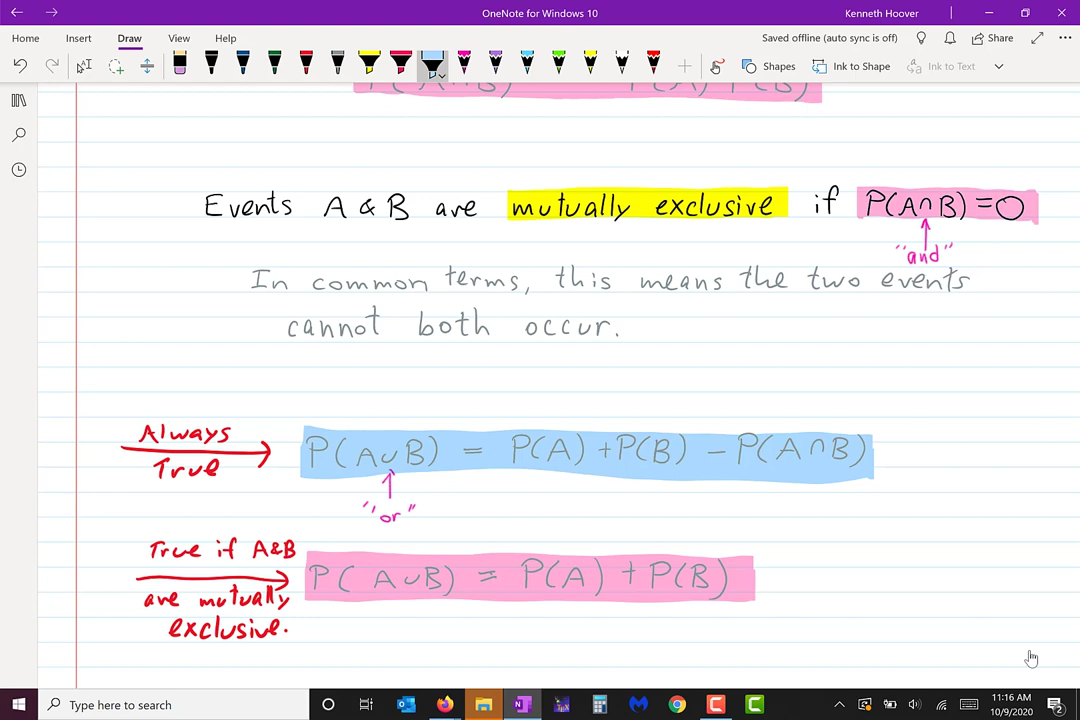 OneNote for Windows 10
Kenneth Hoover
Home Insert Draw View Help
Saved offline (auto sync is off)
Share
Shapes
Ink to Shape
Ink to Text
P(A∩B) P(A) P(B)
Events A & B are mutually exclusive if P(A∩B)=0
"and"
In common terms, this means the two events
cannot both occur.
Always
True
P(A∪B) = P(A)+P(B) - P(A∩B)
"or"
True if A&B
are mutually
exclusive.
P(A∪B) = P(A) + P(B)
Type here to search
11:16 AM
10/9/2020
2